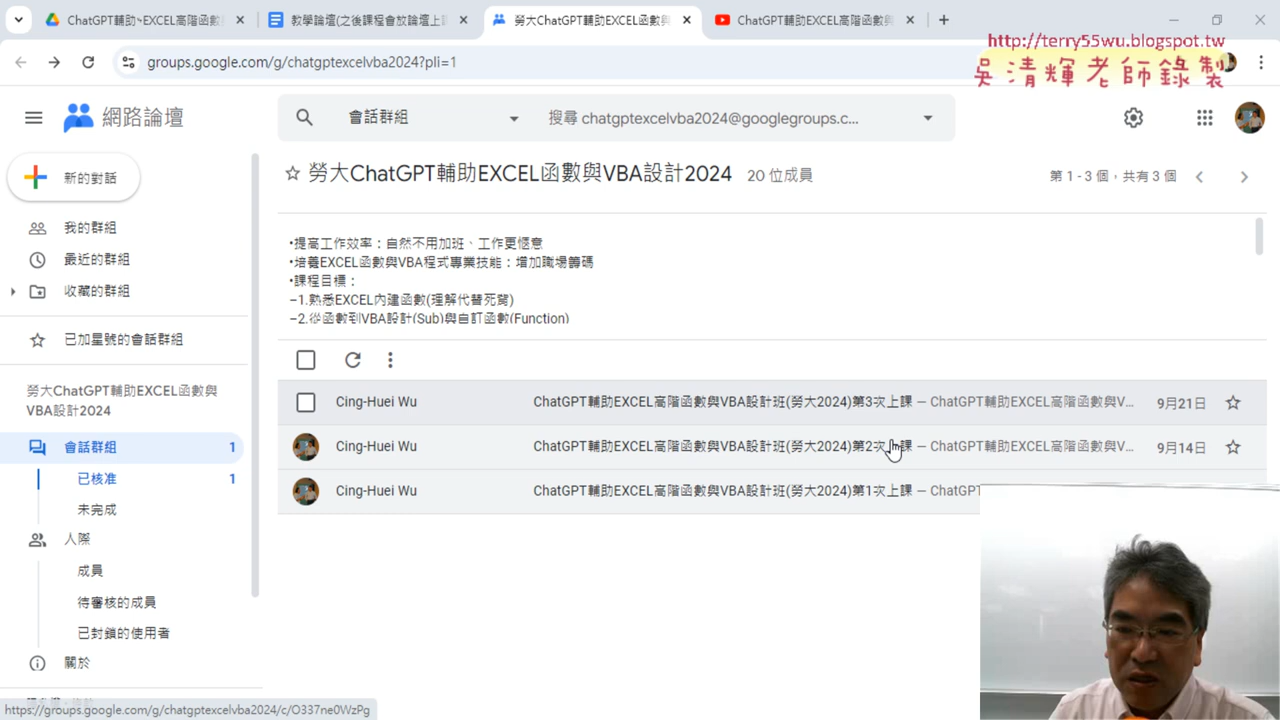 ChatGPT輔助~EXCEL高階函數
教學論壇(之後課程會放論壇上課
勞大ChatGPT輔助EXCEL函數與
ChatGPT輔助EXCEL高階函數與
groups.google.com/g/chatgptexcelvba2024?pli=1
http://terry55wu.blogspot.tw
吳清輝老師錄製
網路論壇
會話群組
搜尋 chatgptexcelvba2024@googlegroups.c...
新的對話
勞大ChatGPT輔助EXCEL函數與VBA設計2024
20 位成員
第 1 - 3 個，共有 3 個
我的群組
最近的群組
收藏的群組
已加星號的會話群組
•提高工作效率：自然不用加班、工作更愜意
•培養EXCEL函數與VBA程式專業技能：增加職場籌碼
•課程目標：
–1.熟悉EXCEL內建函數(理解代替死背)
–2.從函數到VBA設計(Sub)與自訂函數(Function)
勞大ChatGPT輔助EXCEL函數與
VBA設計2024
會話群組 1
已核准 1
未完成
人際
成員
待審核的成員
已封鎖的使用者
關於
Cing-Huei Wu ChatGPT輔助EXCEL高階函數與VBA設計班(勞大2024)第3次上課 — ChatGPT輔助EXCEL高階函數與V... 9月21日
Cing-Huei Wu ChatGPT輔助EXCEL高階函數與VBA設計班(勞大2024)第2次上課 — ChatGPT輔助EXCEL高階函數與V... 9月14日
Cing-Huei Wu ChatGPT輔助EXCEL高階函數與VBA設計班(勞大2024)第1次上課 — ChatGPT
https://groups.google.com/g/chatgptexcelvba2024/c/O337ne0WzPg